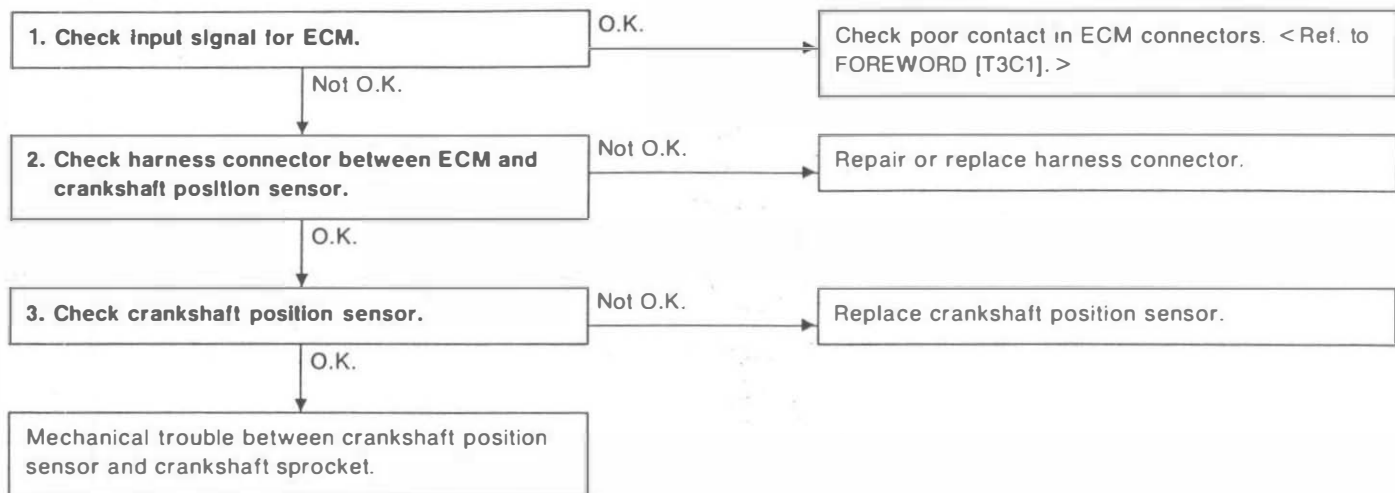 1. Check input signal for ECM.
O.K.
Check poor contact in ECM connectors. <Ref. to
FOREWORD [T3C1].>
Not O.K.
2. Check harness connector between ECM and
crankshaft position sensor.
Not O.K.
Repair or replace harness connector.
O.K.
3. Check crankshaft position sensor.
Not O.K.
Replace crankshaft position sensor.
O.K.
Mechanical trouble between crankshaft position
sensor and crankshaft sprocket.